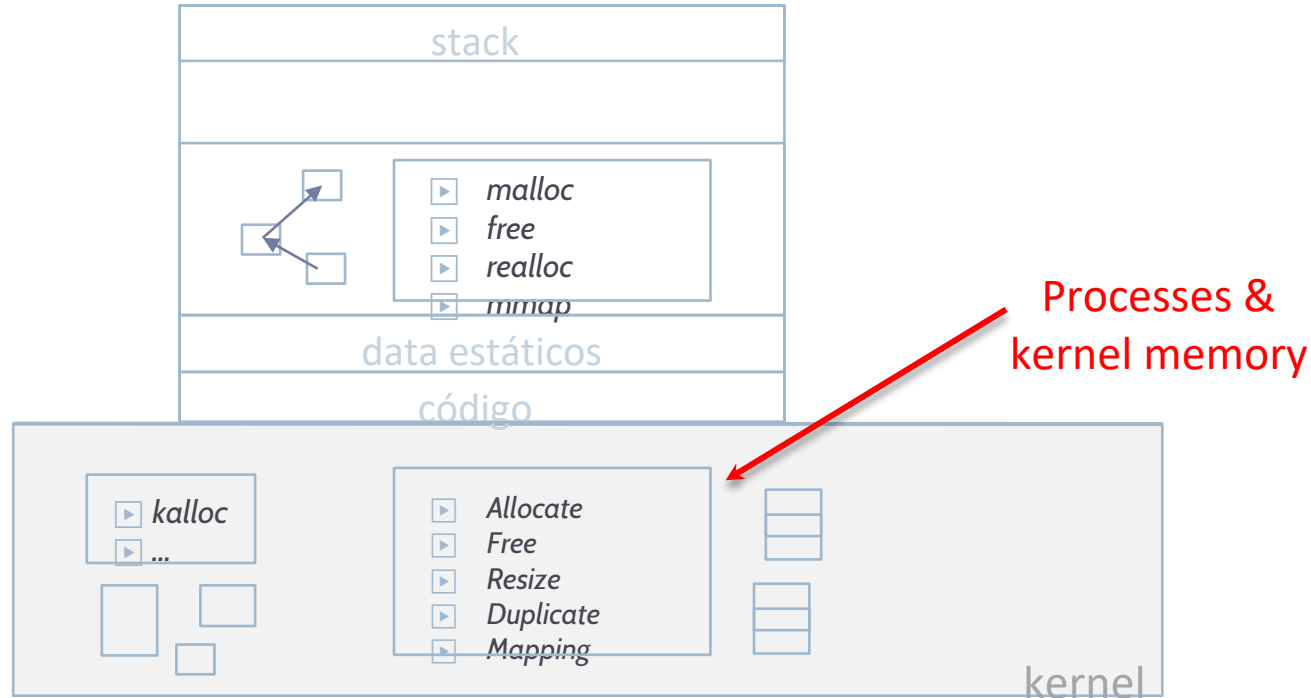 stack
malloc
free
realloc
mmap
data estáticos
código
Processes &
kernel memory
kalloc
...
Allocate
Free
Resize
Duplicate
Mapping
kernel